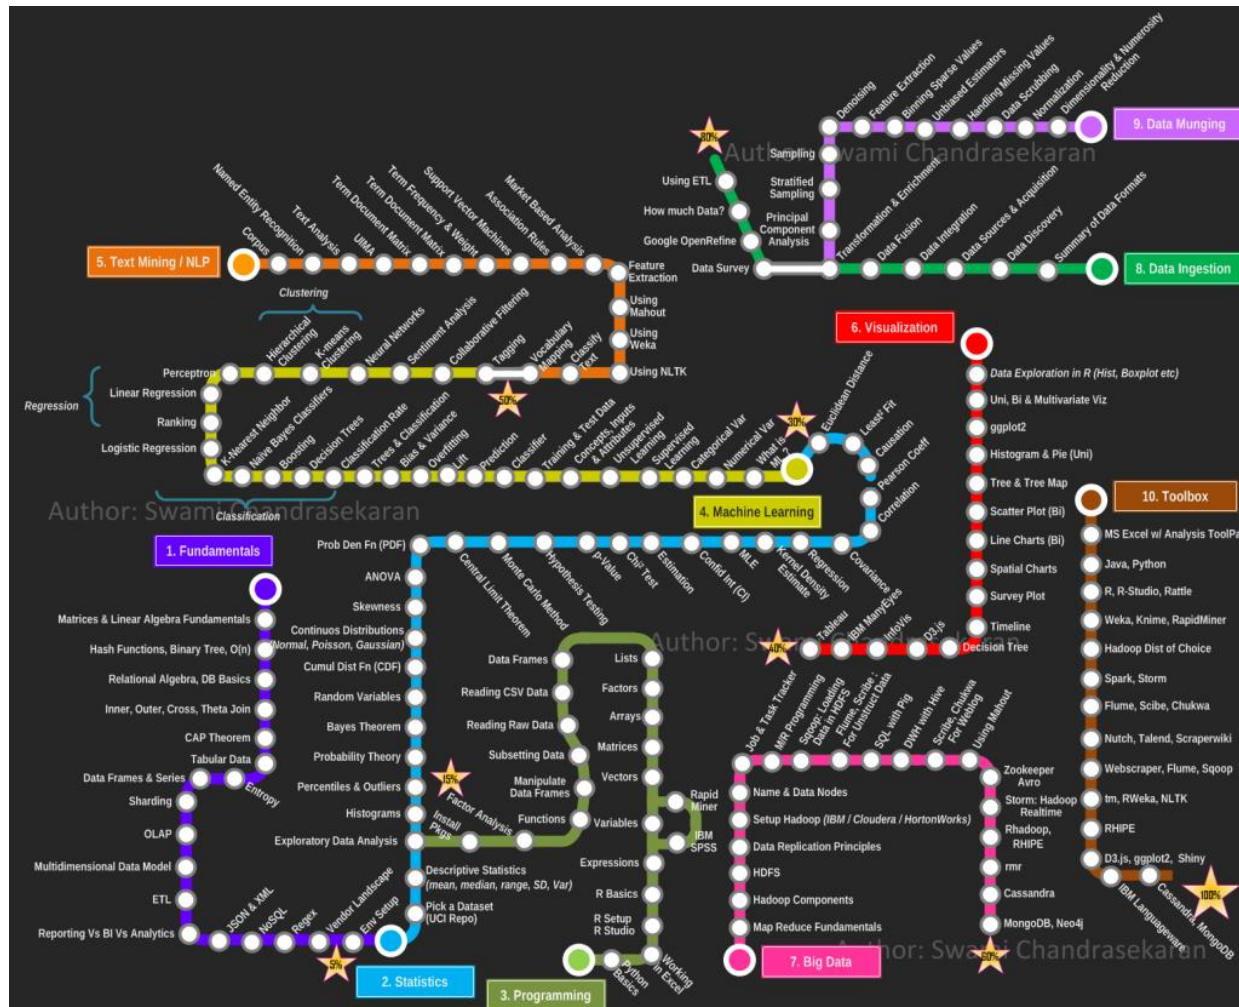 Denoising
Feature Extraction
Binning Sparse Values
Unbiased Estimators
Handling Missing Values
Data Scrubbing
Normalization
Dimensionality & Numerosity
Reduction
9. Data Munging
80%
Author: Swami Chandrasekaran
Sampling
Stratified
Sampling
Principal
Component
Analysis
Using ETL
How much Data?
Google OpenRefine
Data Survey
Transformation & Enrichment
Data Fusion
Data Integration
Data Sources & Acquisition
Data Discovery
Summary of Data Formats
8. Data Ingestion
5. Text Mining / NLP
Corpus
Named Entity Recognition
Text Analysis
UIMA
Term Document Matrix
Term Document Matrix
Term Frequency & Weight
Support Vector Machines
Association Rules
Market Based Analysis
Feature
Extraction
Using
Mahout
Using
Weka
Using NLTK
Classify
Text
Vocabulary
Mapping
50%
Tagging
Collaborative Filtering
Sentiment Analysis
Neural Networks
Clustering
K-means
Clustering
Hierarchical
Clustering
Perceptron
Regression
Linear Regression
Ranking
Logistic Regression
K-Nearest Neighbor
Naive Bayes Classifiers
Boosting
Decision Trees
Classification Rate
Classification
Trees & Classification
Bias & Variance
Overfitting
Lift
Prediction
Classifier
Training & Test Data
Concepts, Inputs
& Attributes
Unsupervised
Learning
Supervised
Learning
Categorical Var
Numerical Var
What is
ML?
30%
4. Machine Learning
Author: Swami Chandrasekaran
Euclidean Distance
Least² Fit
Causation
Pearson Coeff
Correlation
Covariance
Regression
Kernel Density
Estimate
MLE
Confid Int (CI)
Estimation
Chi² Test
p-Value
Hypothesis Testing
Monte Carlo Method
Central Limit Theorem
Prob Den Fn (PDF)
ANOVA
Skewness
Continuos Distributions
(Normal, Poisson, Gaussian)
Cumul Dist Fn (CDF)
Random Variables
Bayes Theorem
Probability Theory
Percentiles & Outliers
Histograms
Exploratory Data Analysis
Descriptive Statistics
(mean, median, range, SD, Var)
Pick a Dataset
(UCI Repo)
2. Statistics
1. Fundamentals
Matrices & Linear Algebra Fundamentals
Hash Functions, Binary Tree, O(n)
Relational Algebra, DB Basics
Inner, Outer, Cross, Theta Join
CAP Theorem
Tabular Data
Entropy
Data Frames & Series
Sharding
OLAP
Multidimensional Data Model
ETL
Reporting Vs BI Vs Analytics
JSON & XML
NoSQL
Regex
Vendor Landscape
Env Setup
5%
15%
Install
Pkgs
Factor Analysis
Functions
Manipulate
Data Frames
Subsetting Data
Reading Raw Data
Reading CSV Data
Data Frames
Lists
Factors
Arrays
Matrices
Vectors
Variables
Rapid
Miner
IBM
SPSS
Expressions
R Basics
R Setup
R Studio
Working
in Excel
Python
Basics
3. Programming
6. Visualization
Data Exploration in R (Hist, Boxplot etc)
Uni, Bi & Multivariate Viz
ggplot2
Histogram & Pie (Uni)
Tree & Tree Map
Scatter Plot (Bi)
Line Charts (Bi)
Spatial Charts
Survey Plot
Timeline
Decision Tree
D3.js
InfoVis
IBM ManyEyes
Tableau
40%
Author: Swami Chandrasekaran
Job & Task Tracker
M/R Programming
Sqoop: Loading
Data in HDFS
Flume, Scribe :
For Unstruct Data
SQL with Pig
DWH with Hive
Scribe, Chukwa
For Weblog
Using Mahout
Name & Data Nodes
Setup Hadoop (IBM / Cloudera / HortonWorks)
Data Replication Principles
HDFS
Hadoop Components
Map Reduce Fundamentals
7. Big Data
Zookeeper
Avro
Storm: Hadoop
Realtime
Rhadoop,
RHIPE
rmr
Cassandra
MongoDB, Neo4j
60%
Author: Swami Chandrasekaran
10. Toolbox
MS Excel w/ Analysis ToolPa
Java, Python
R, R-Studio, Rattle
Weka, Knime, RapidMiner
Hadoop Dist of Choice
Spark, Storm
Flume, Scibe, Chukwa
Nutch, Talend, Scraperwiki
Webscraper, Flume, Sqoop
tm, RWeka, NLTK
RHIPE
D3.js, ggplot2, Shiny
IBM Languageware
Cassandra, MongoDB
100%